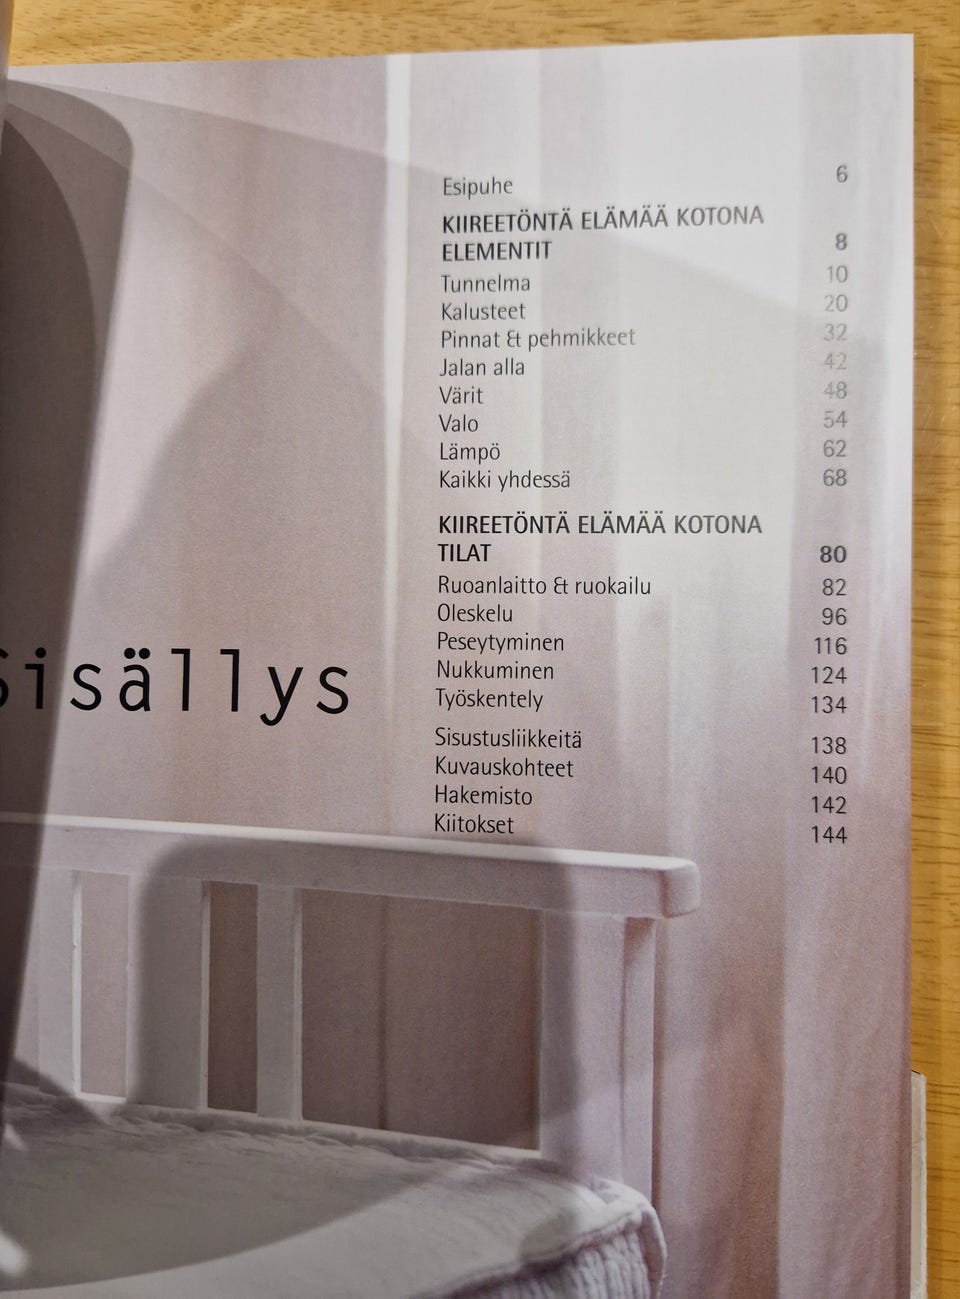 Sisällys
Esipuhe 6
KIIREETÖNTÄ ELÄMÄÄ KOTONA
ELEMENTIT 8
Tunnelma 10
Kalusteet 20
Pinnat & pehmikkeet 32
Jalan alla 42
Värit 48
Valo 54
Lämpö 62
Kaikki yhdessä 68
KIIREETÖNTÄ ELÄMÄÄ KOTONA
TILAT 80
Ruoanlaitto & ruokailu 82
Oleskelu 96
Peseytyminen 116
Nukkuminen 124
Työskentely 134
Sisustusliikkeitä 138
Kuvauskohteet 140
Hakemisto 142
Kiitokset 144